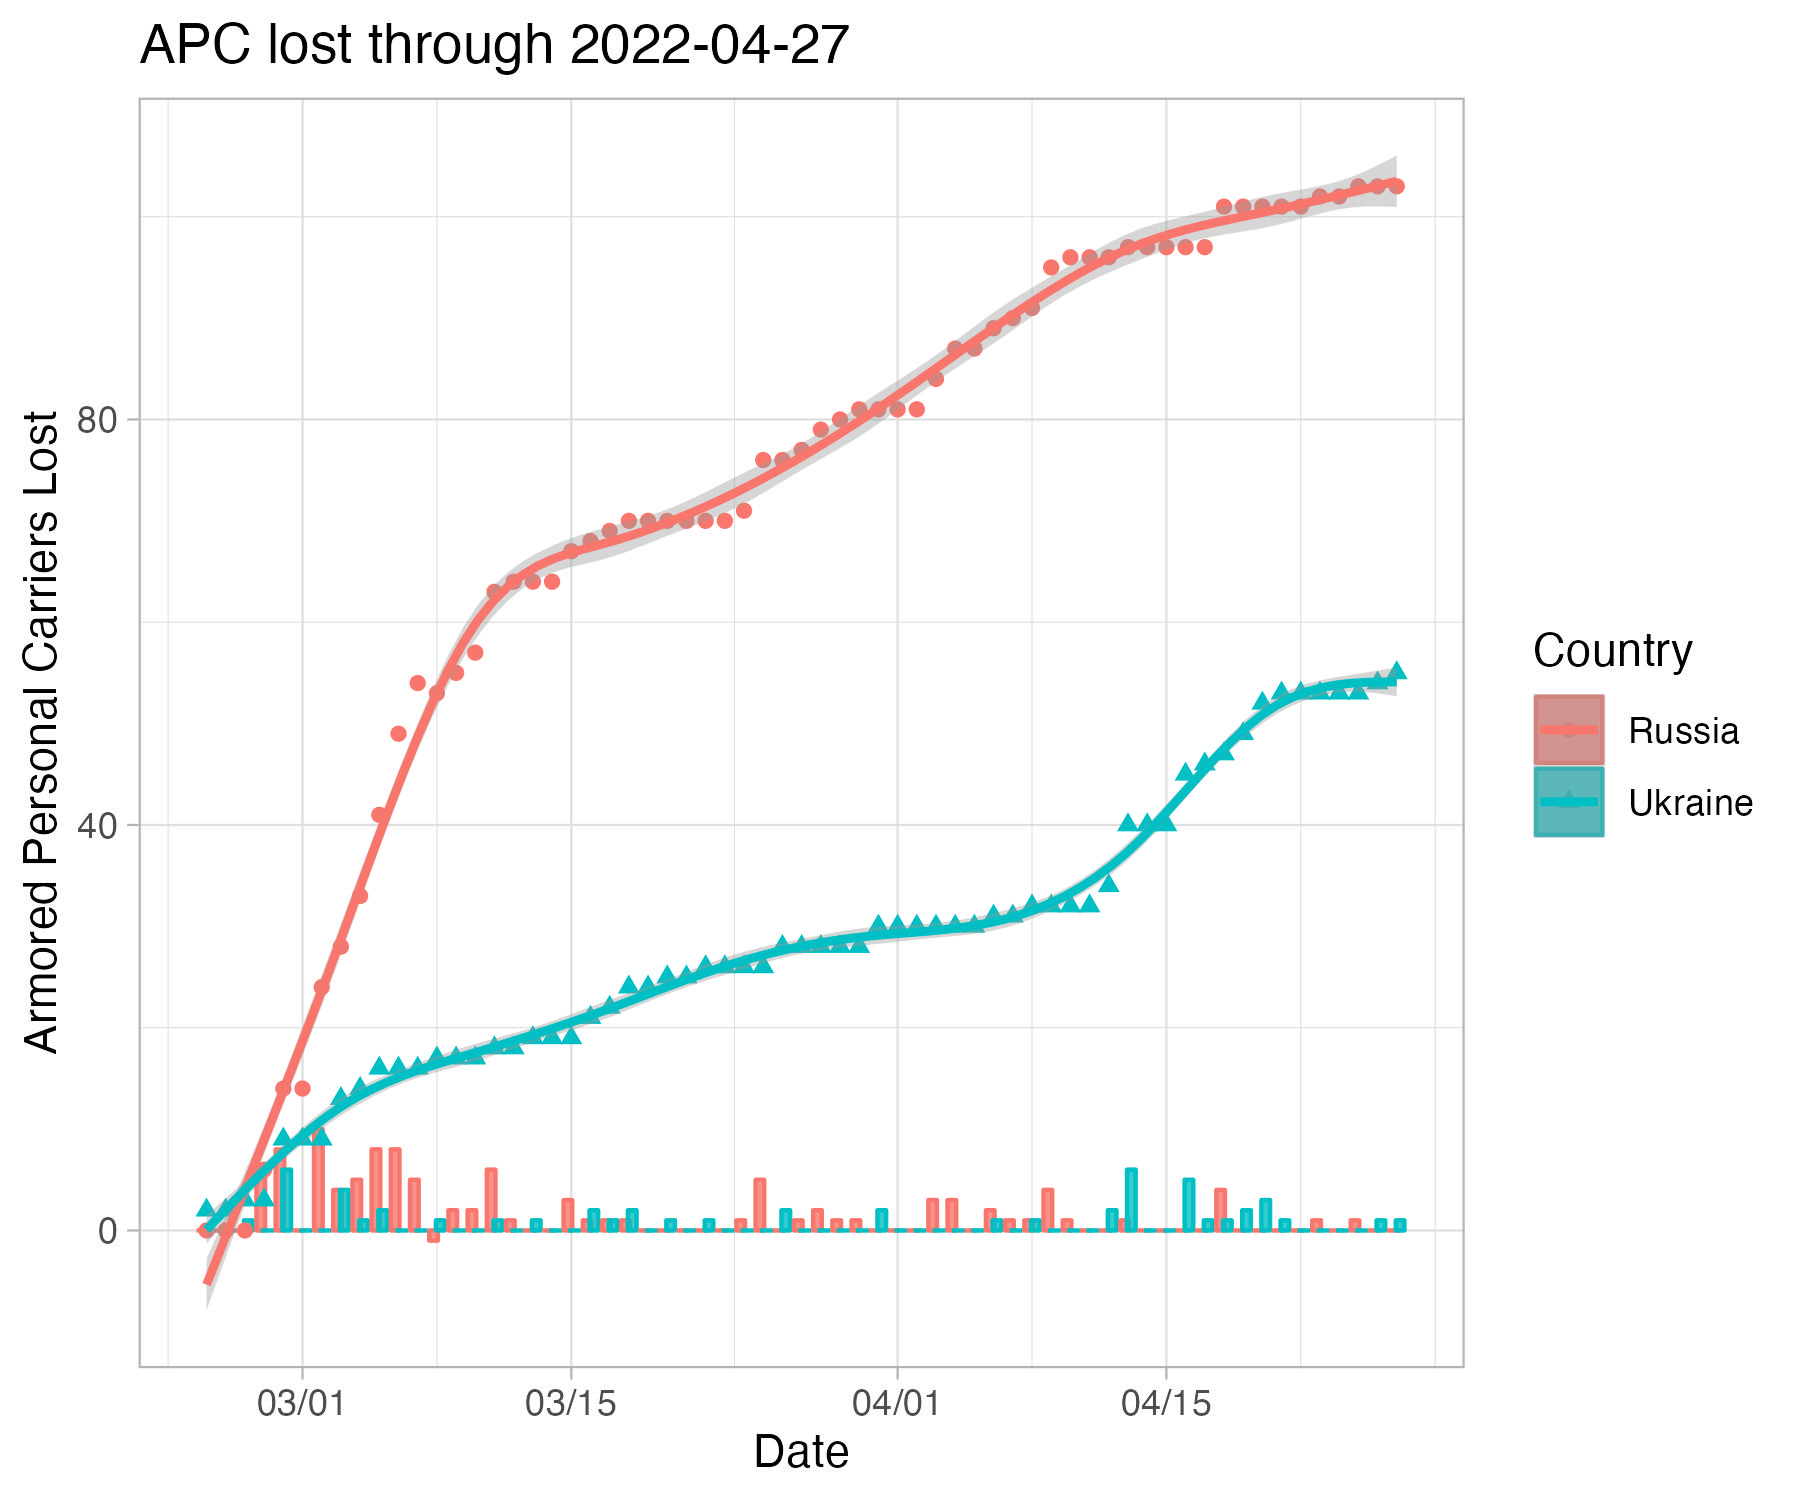 APC lost through 2022-04-27
Armored Personal Carriers Lost
80
40
0
03/01
03/15
04/01
04/15
Date
Country
Russia
Ukraine